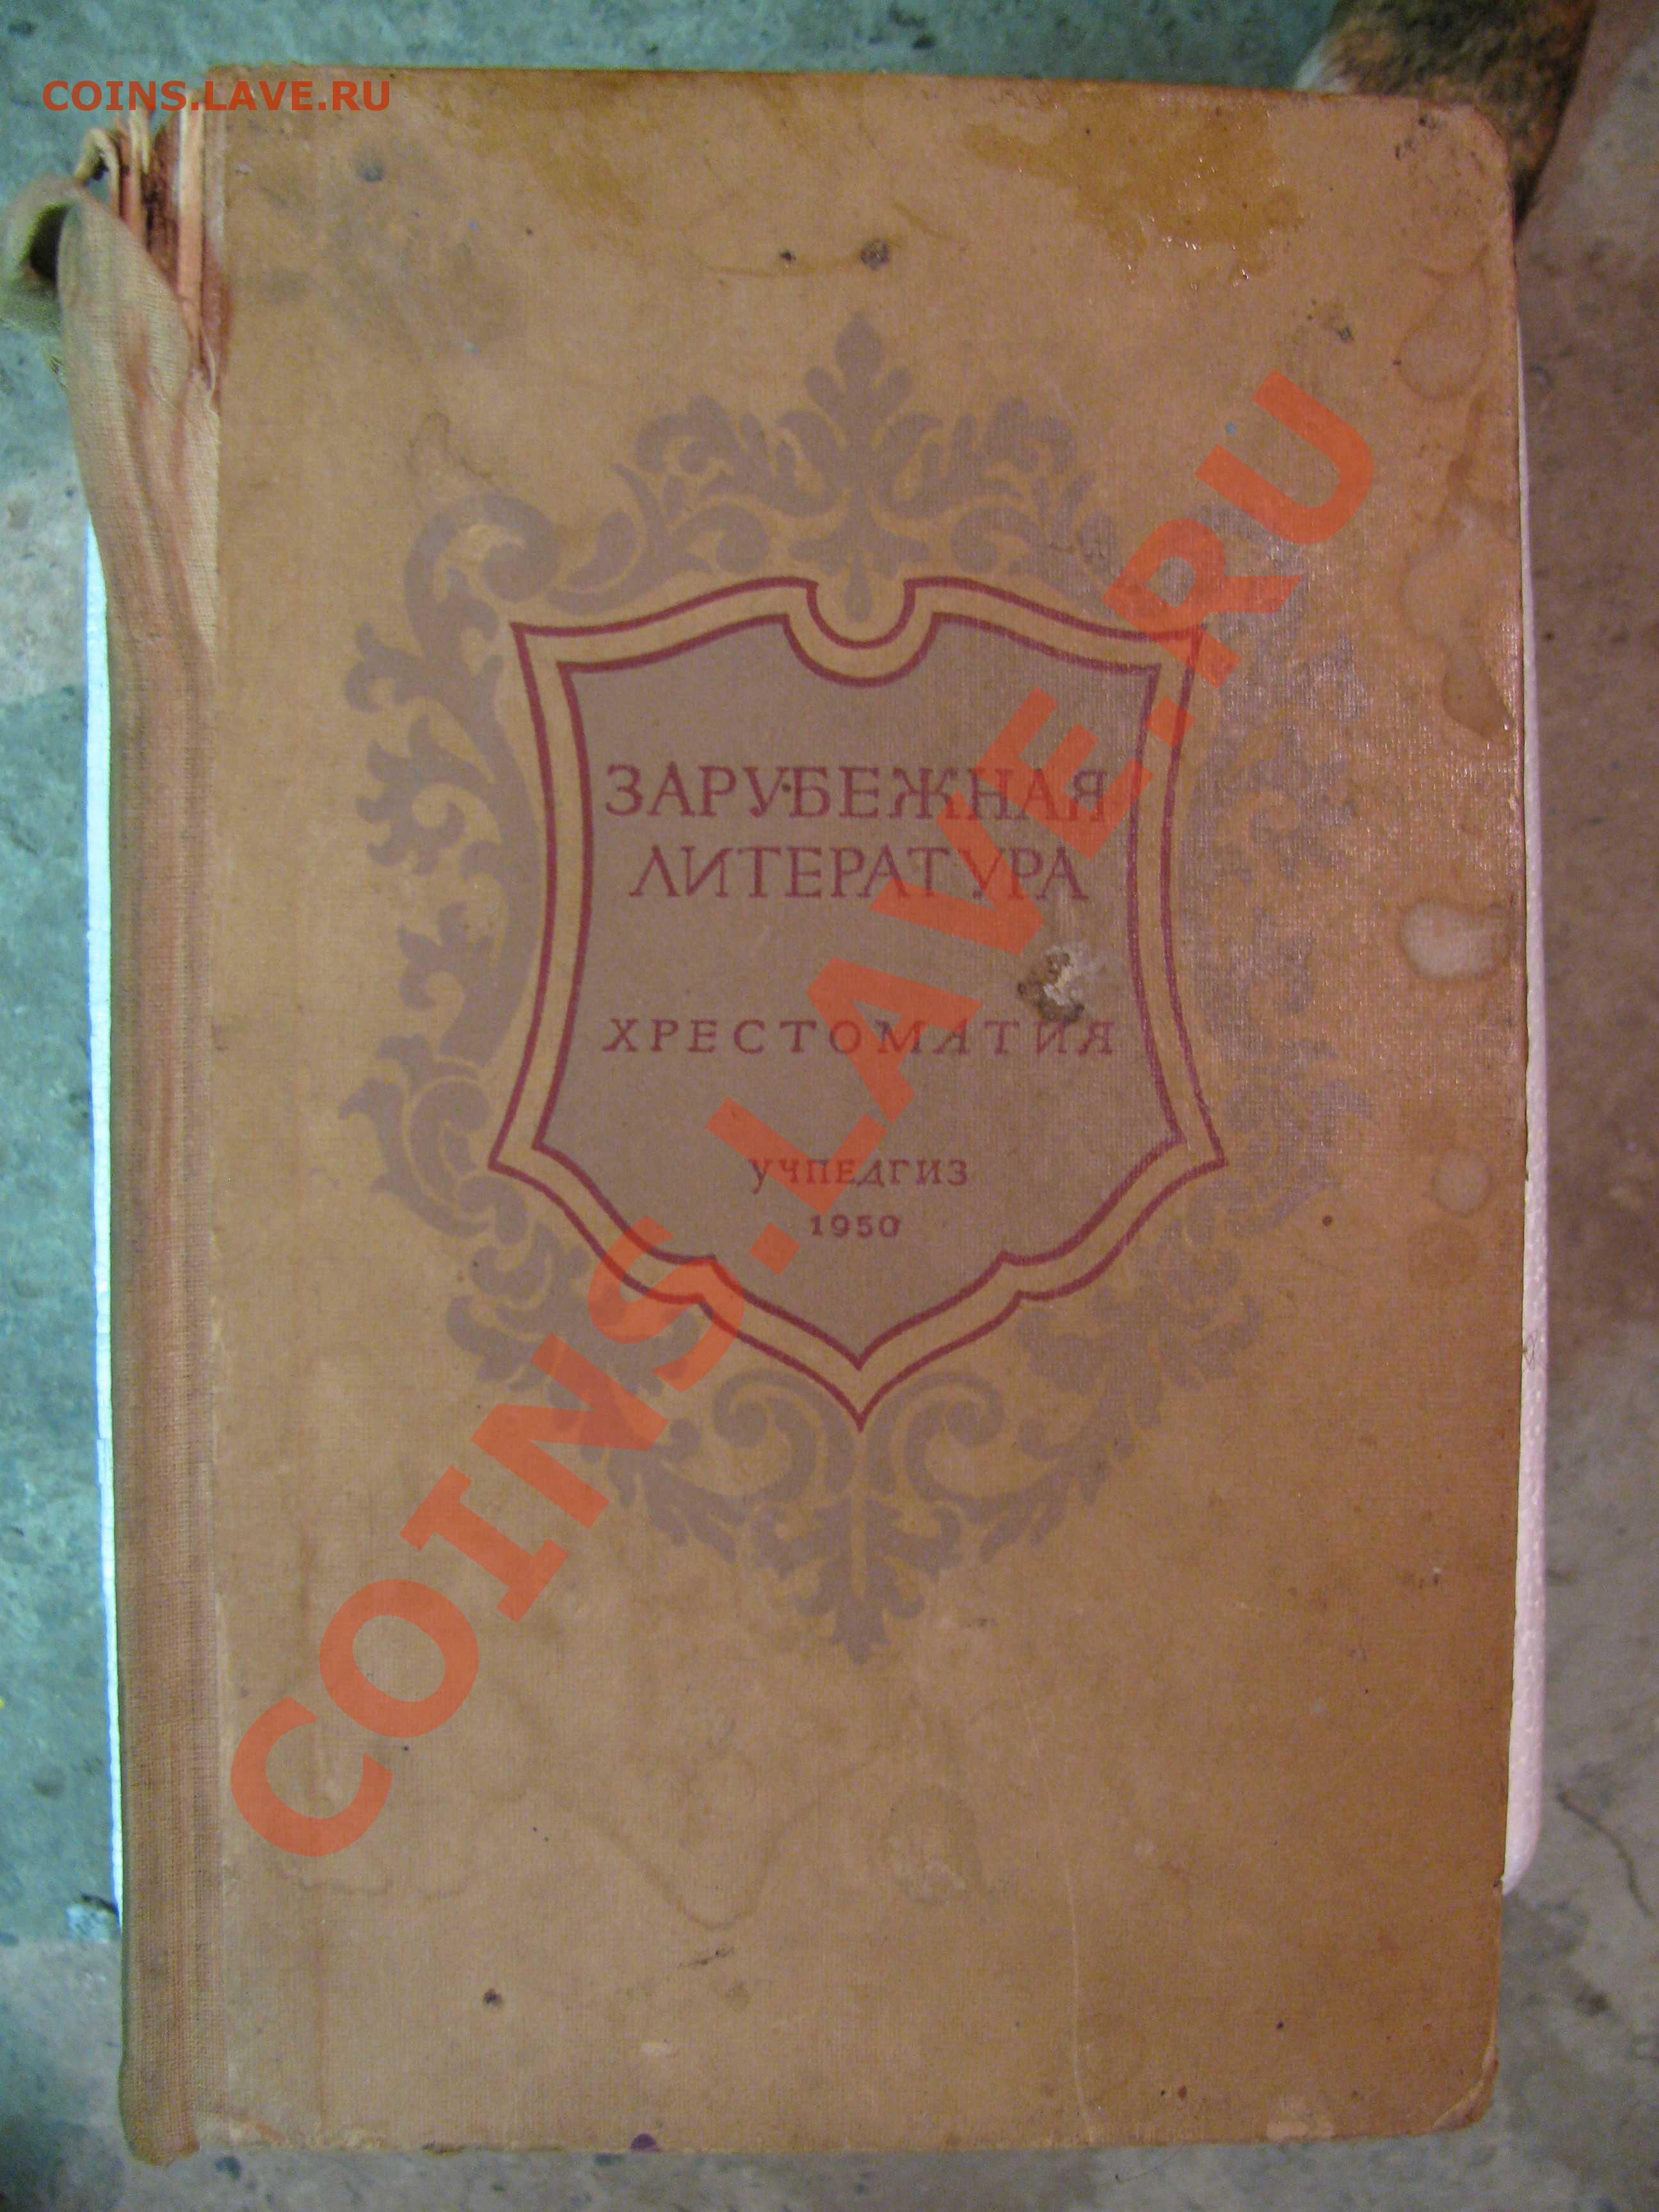 COINS.LAVE.RU
ЗАРУБЕЖНАЯ
ЛИТЕРАТУРА
ХРЕСТОМАТИЯ
УЧПЕДГИЗ
1950
COINS.LAVE.RU